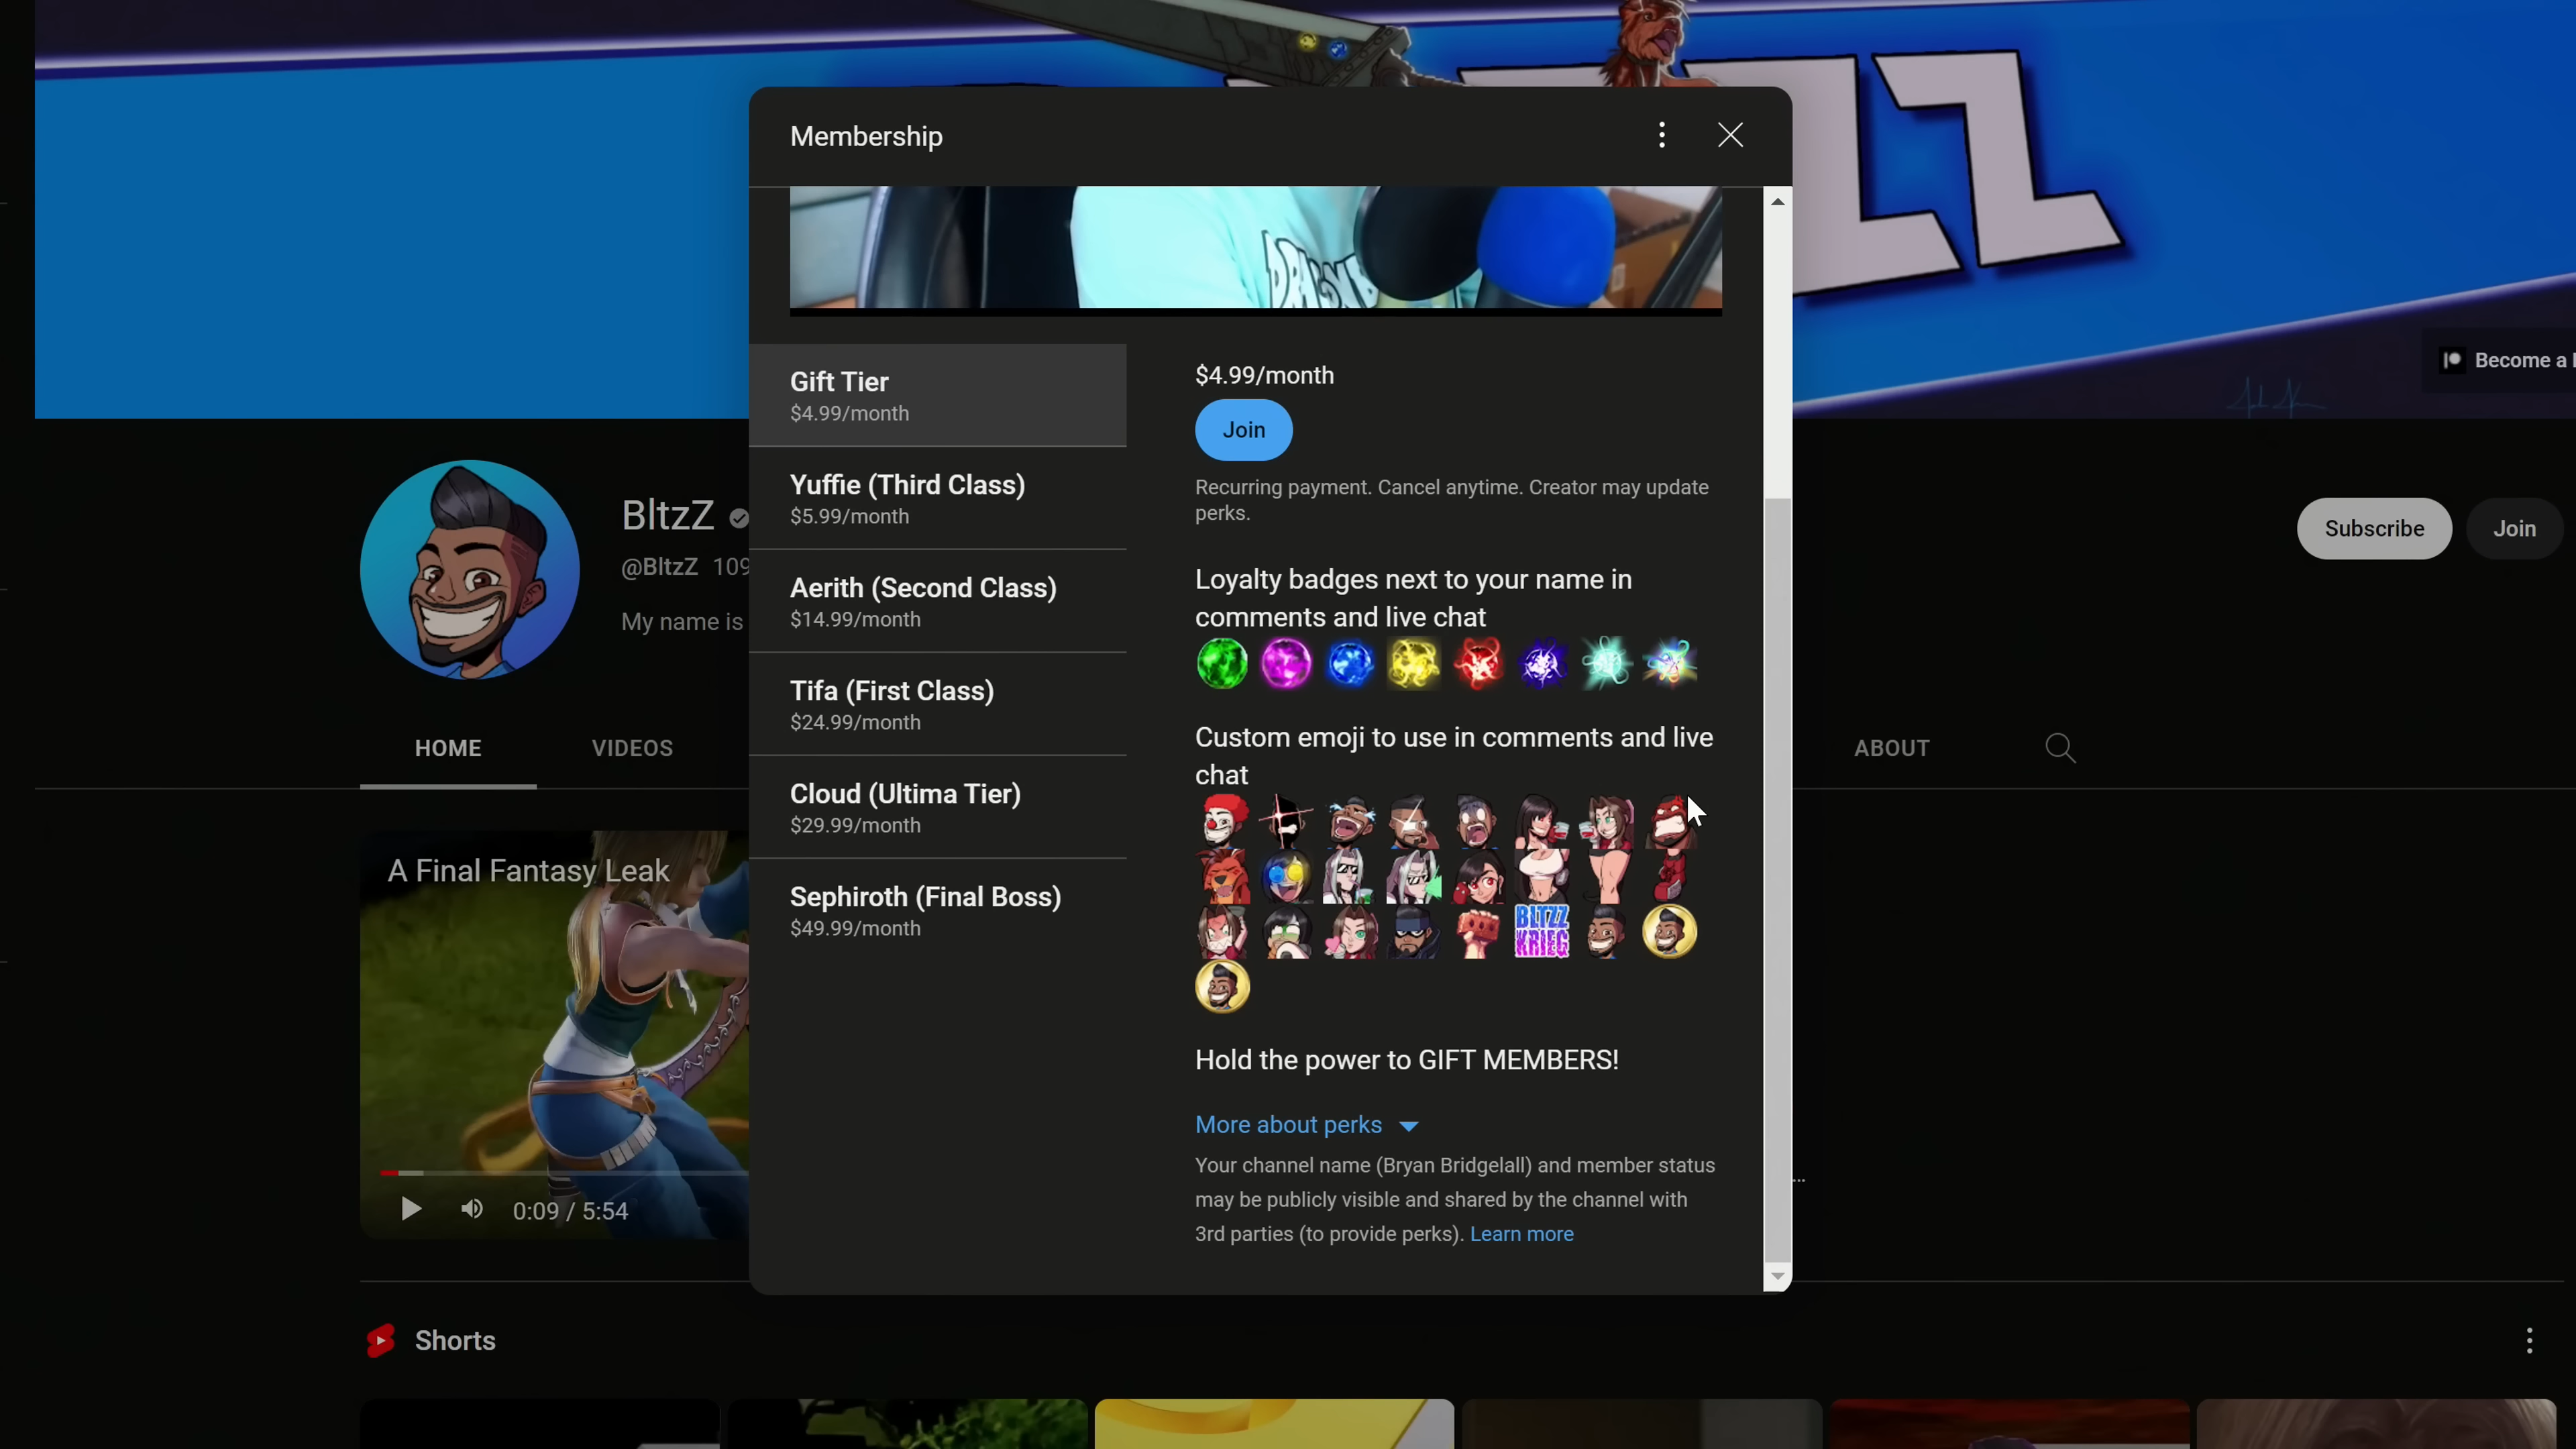 Become a
Membership
Gift Tier
$4.99/month
Yuffie (Third Class)
$5.99/month
Aerith (Second Class)
$14.99/month
Tifa (First Class)
$24.99/month
Cloud (Ultima Tier)
$29.99/month
Sephiroth (Final Boss)
$49.99/month
$4.99/month
Join
Recurring payment. Cancel anytime. Creator may update
perks.
Loyalty badges next to your name in
comments and live chat
Custom emoji to use in comments and live
chat
BLTZZ
KRIEG
Hold the power to GIFT MEMBERS!
More about perks
Your channel name (Bryan Bridgelall) and member status
may be publicly visible and shared by the channel with
3rd parties (to provide perks). Learn more
BltzZ
@BltzZ 109
My name is
Subscribe
Join
HOME
VIDEOS
ABOUT
A Final Fantasy Leak
0:09 / 5:54
...
Shorts